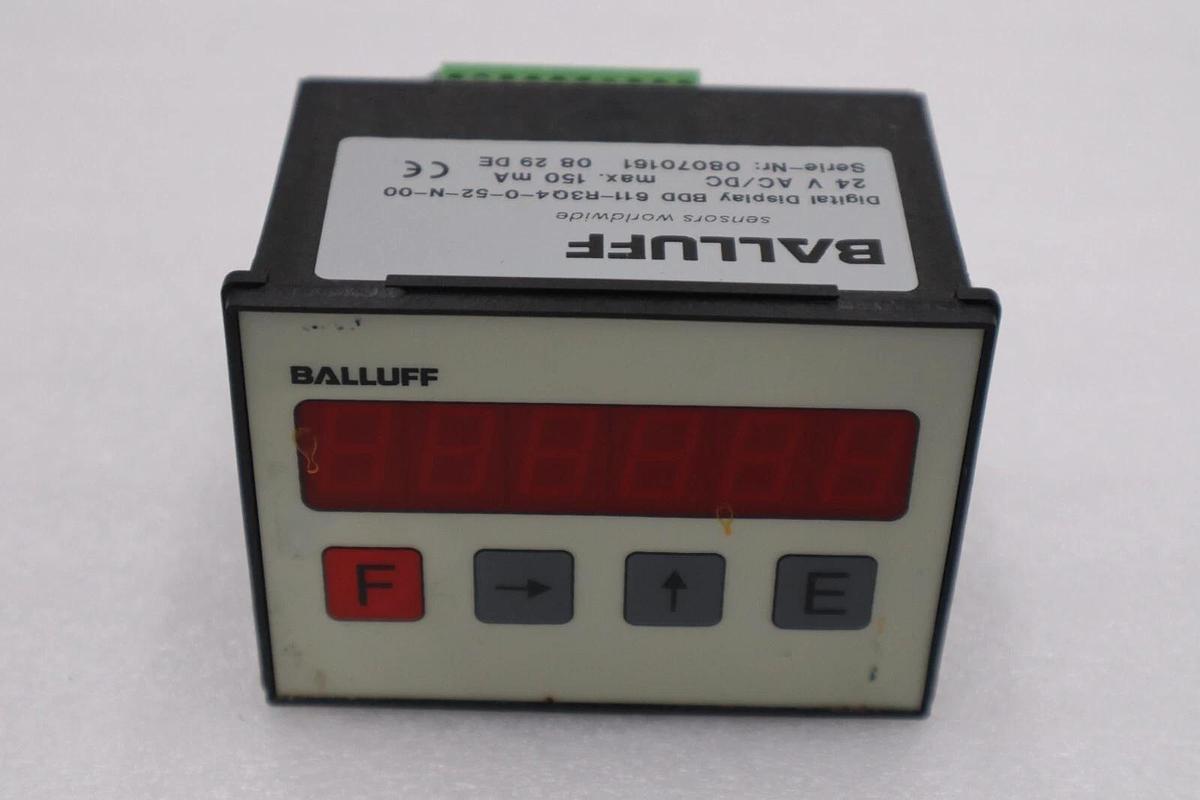 BALLUFF
sensors worldwide
Digital Display BDD 611-R3Q4-0-52-N-00
24 V AC/DC max. 150 mA CE
Serie-Nr: 08070161 08 29 DE
BALLUFF
F → ↑ E